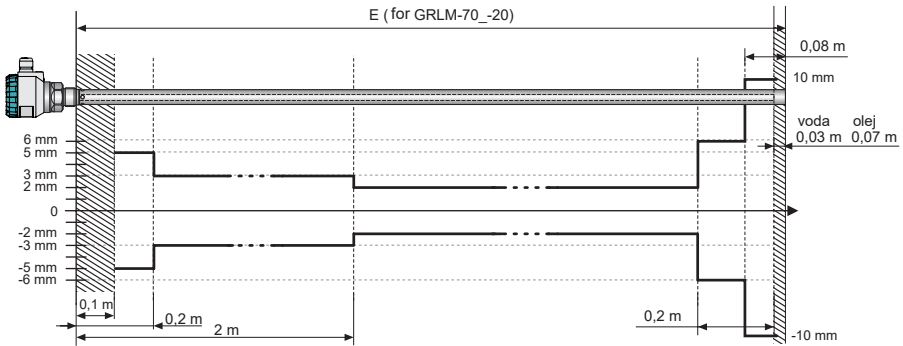 E ( for GRLM-70_-20)
0,08 m
10 mm
voda olej
0,03 m 0,07 m
6 mm
5 mm
3 mm
2 mm
0
-2 mm
-3 mm
-5 mm
-6 mm
0,1 m
0,2 m
2 m
0,2 m
-10 mm